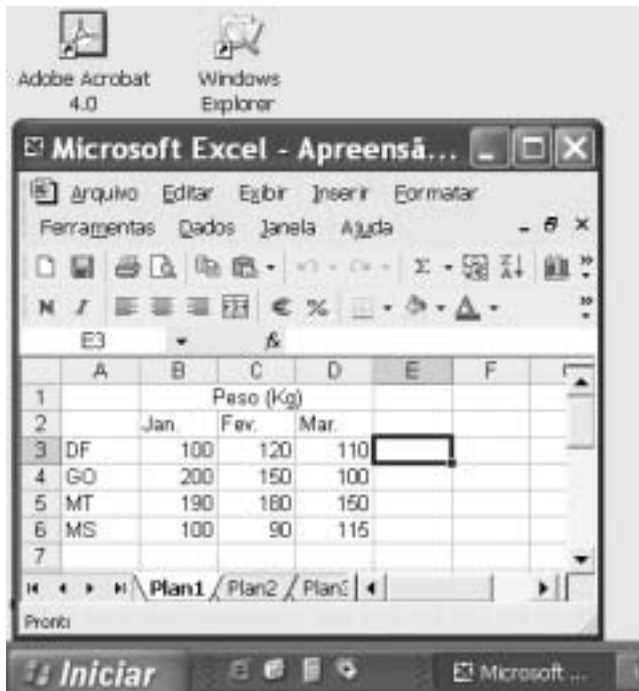 Adobe Acrobat
4.0
Windows
Explorer
Microsoft Excel - Apreensã...
Arquivo Editar Exibir Inserir Formatar
Ferramentas Dados Janela Ajuda
N I € %
E3 fx
A B C D E F
1 Peso (Kg)
2 Jan. Fev. Mar.
3 DF 100 120 110
4 GO 200 150 100
5 MT 190 180 150
6 MS 100 90 115
7
Plan1 Plan2 Plan3
Pronto
Iniciar Microsoft ...